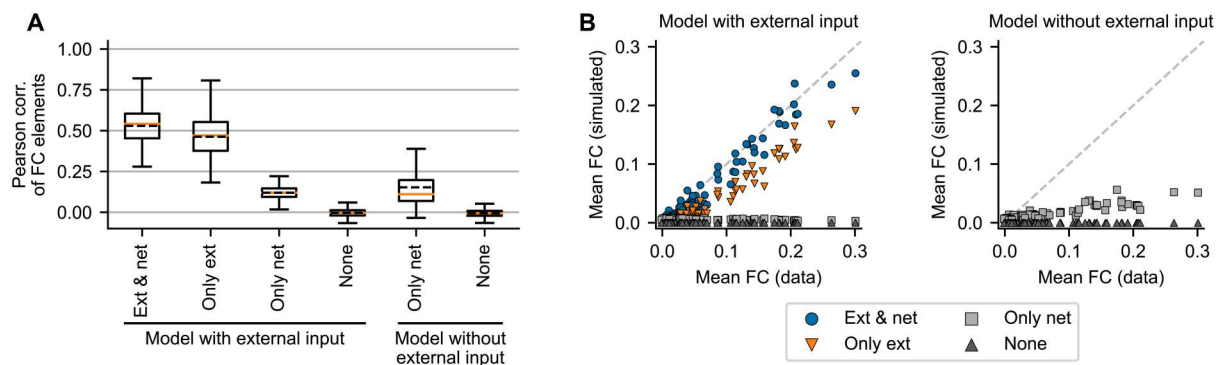 A
Pearson corr.
of FC elements
1.00
0.75
0.50
0.25
0.00
Ext & net
Only ext
Only net
None
Only net
None
Model with external input
Model without
external input
B
Model with external input
Mean FC (simulated)
0.3
0.2
0.1
0.0
0.0 0.1 0.2 0.3
Mean FC (data)
Model without external input
Mean FC (simulated)
0.3
0.2
0.1
0.0
0.0 0.1 0.2 0.3
Mean FC (data)
Ext & net
Only net
Only ext
None